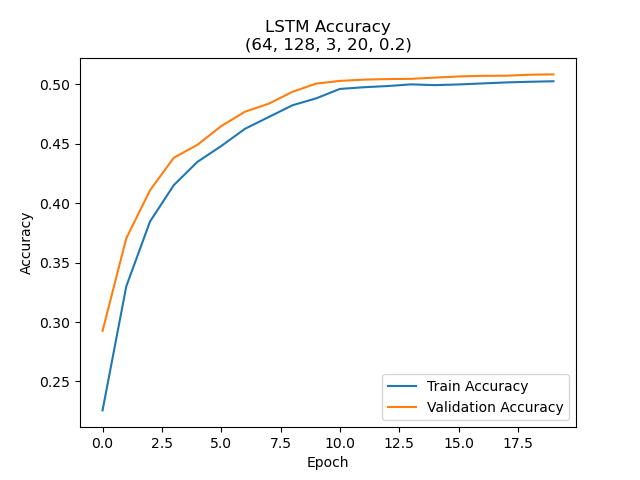 LSTM Accuracy
(64, 128, 3, 20, 0.2)
Accuracy
0.50
0.45
0.40
0.35
0.30
0.25
Train Accuracy
Validation Accuracy
0.0 2.5 5.0 7.5 10.0 12.5 15.0 17.5
Epoch